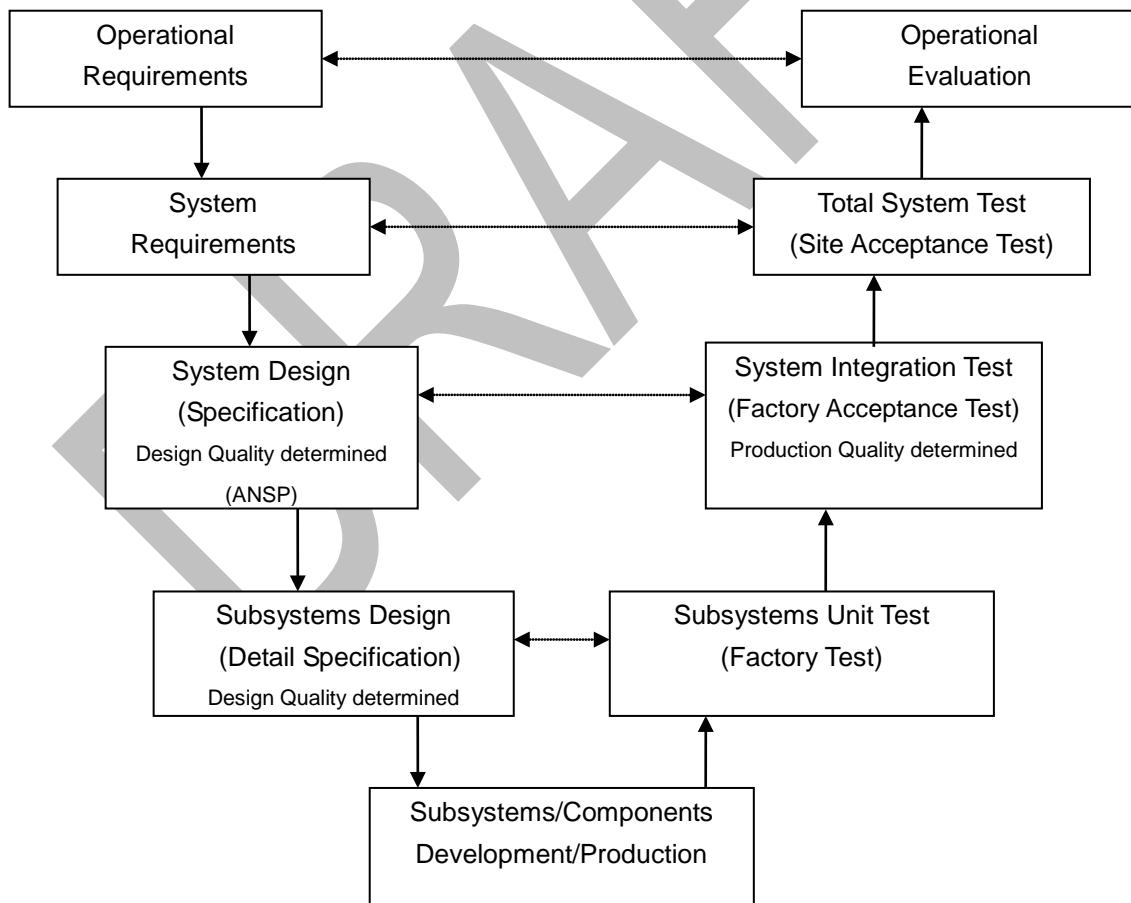 Operational
Requirements
Operational
Evaluation
System
Requirements
Total System Test
(Site Acceptance Test)
System Design
(Specification)
Design Quality determined
(ANSP)
System Integration Test
(Factory Acceptance Test)
Production Quality determined
Subsystems Design
(Detail Specification)
Design Quality determined
Subsystems Unit Test
(Factory Test)
Subsystems/Components
Development/Production